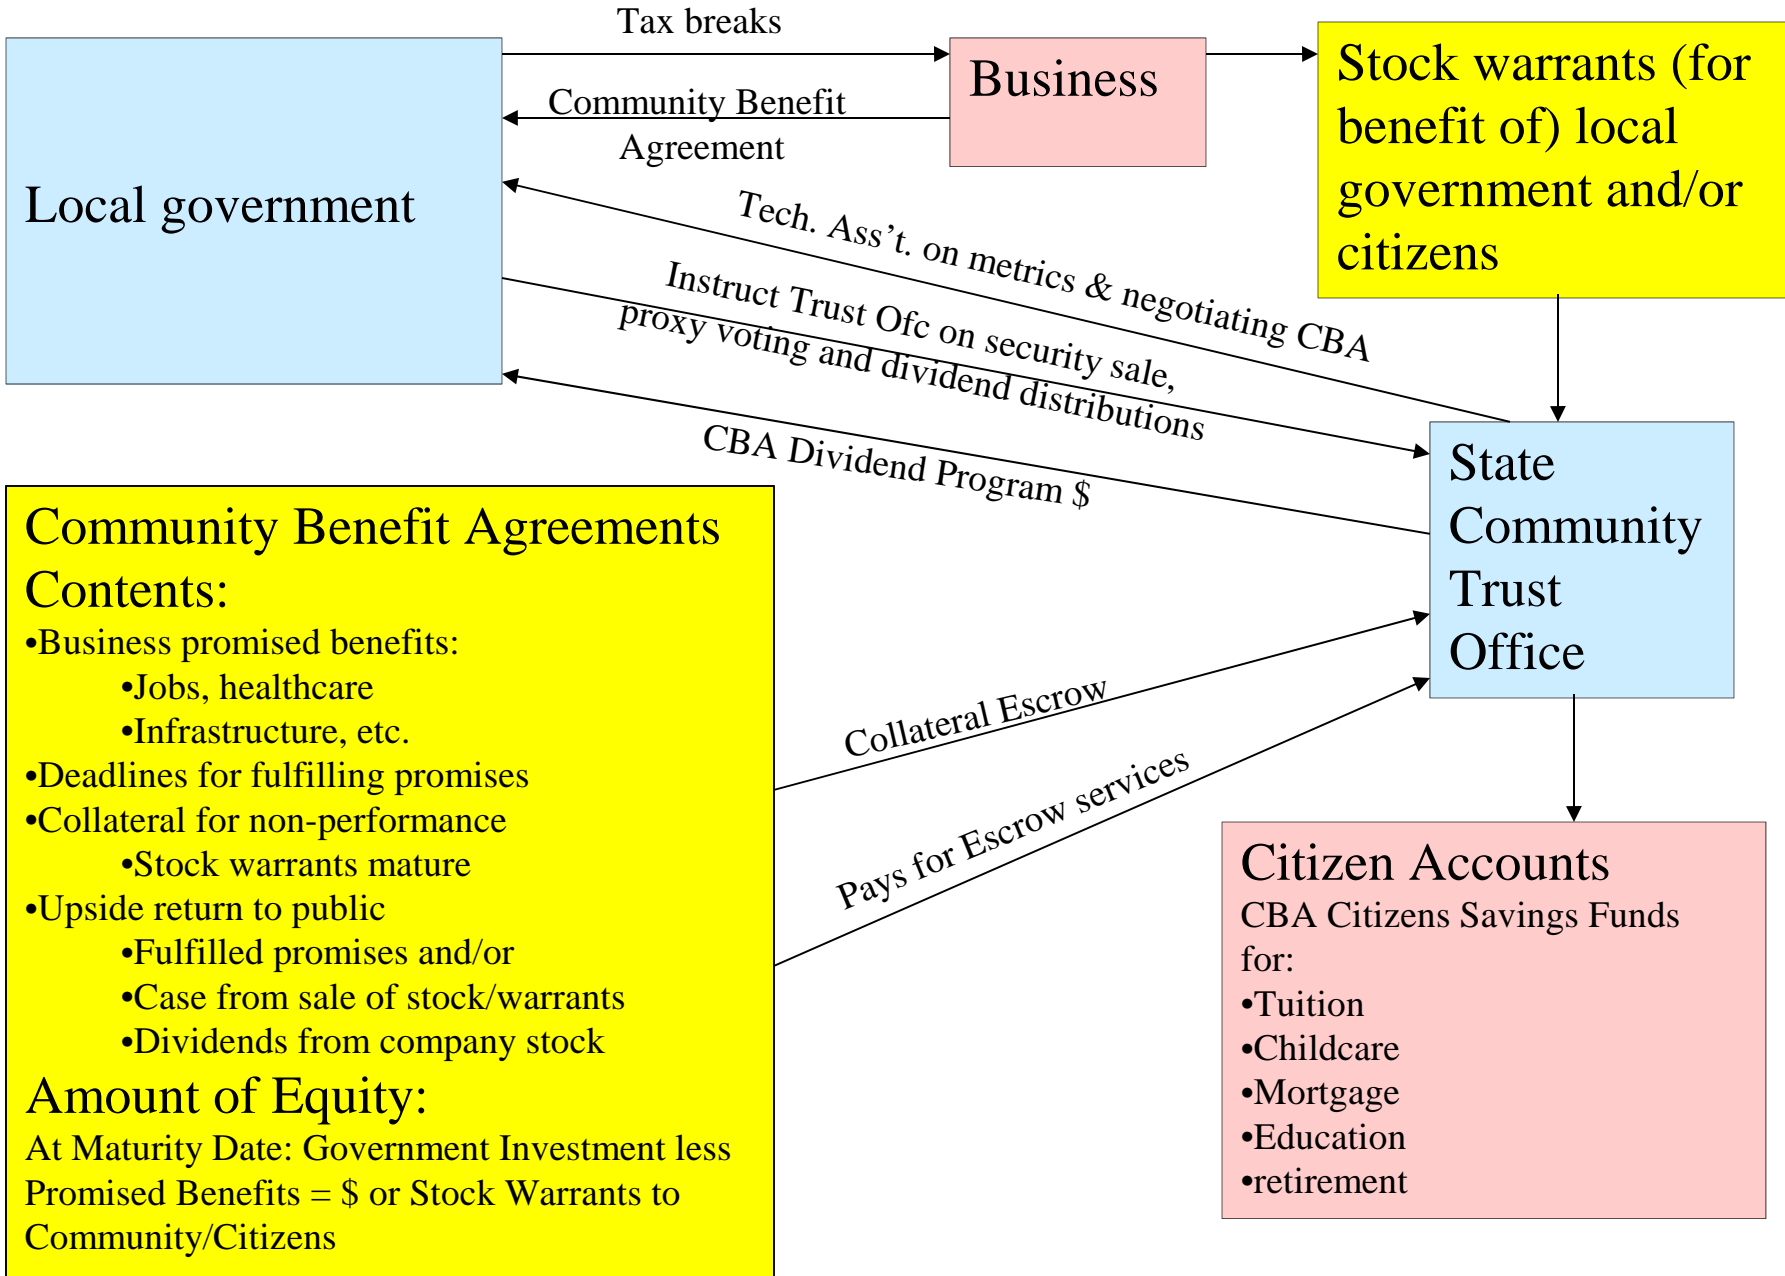 Tax breaks
Business
Stock warrants (for
benefit of) local
government and/or
citizens
Community Benefit
Agreement
Local government
Tech. Ass’t. on metrics & negotiating CBA
Instruct Trust Ofc on security sale,
proxy voting and dividend distributions
CBA Dividend Program $
State
Community
Trust
Office
Community Benefit Agreements
Contents:
•Business promised benefits:
•Jobs, healthcare
•Infrastructure, etc.
•Deadlines for fulfilling promises
•Collateral for non-performance
•Stock warrants mature
•Upside return to public
•Fulfilled promises and/or
•Case from sale of stock/warrants
•Dividends from company stock
Amount of Equity:
At Maturity Date: Government Investment less
Promised Benefits = $ or Stock Warrants to
Community/Citizens
Collateral Escrow
Pays for Escrow services
Citizen Accounts
CBA Citizens Savings Funds
for:
•Tuition
•Childcare
•Mortgage
•Education
•retirement